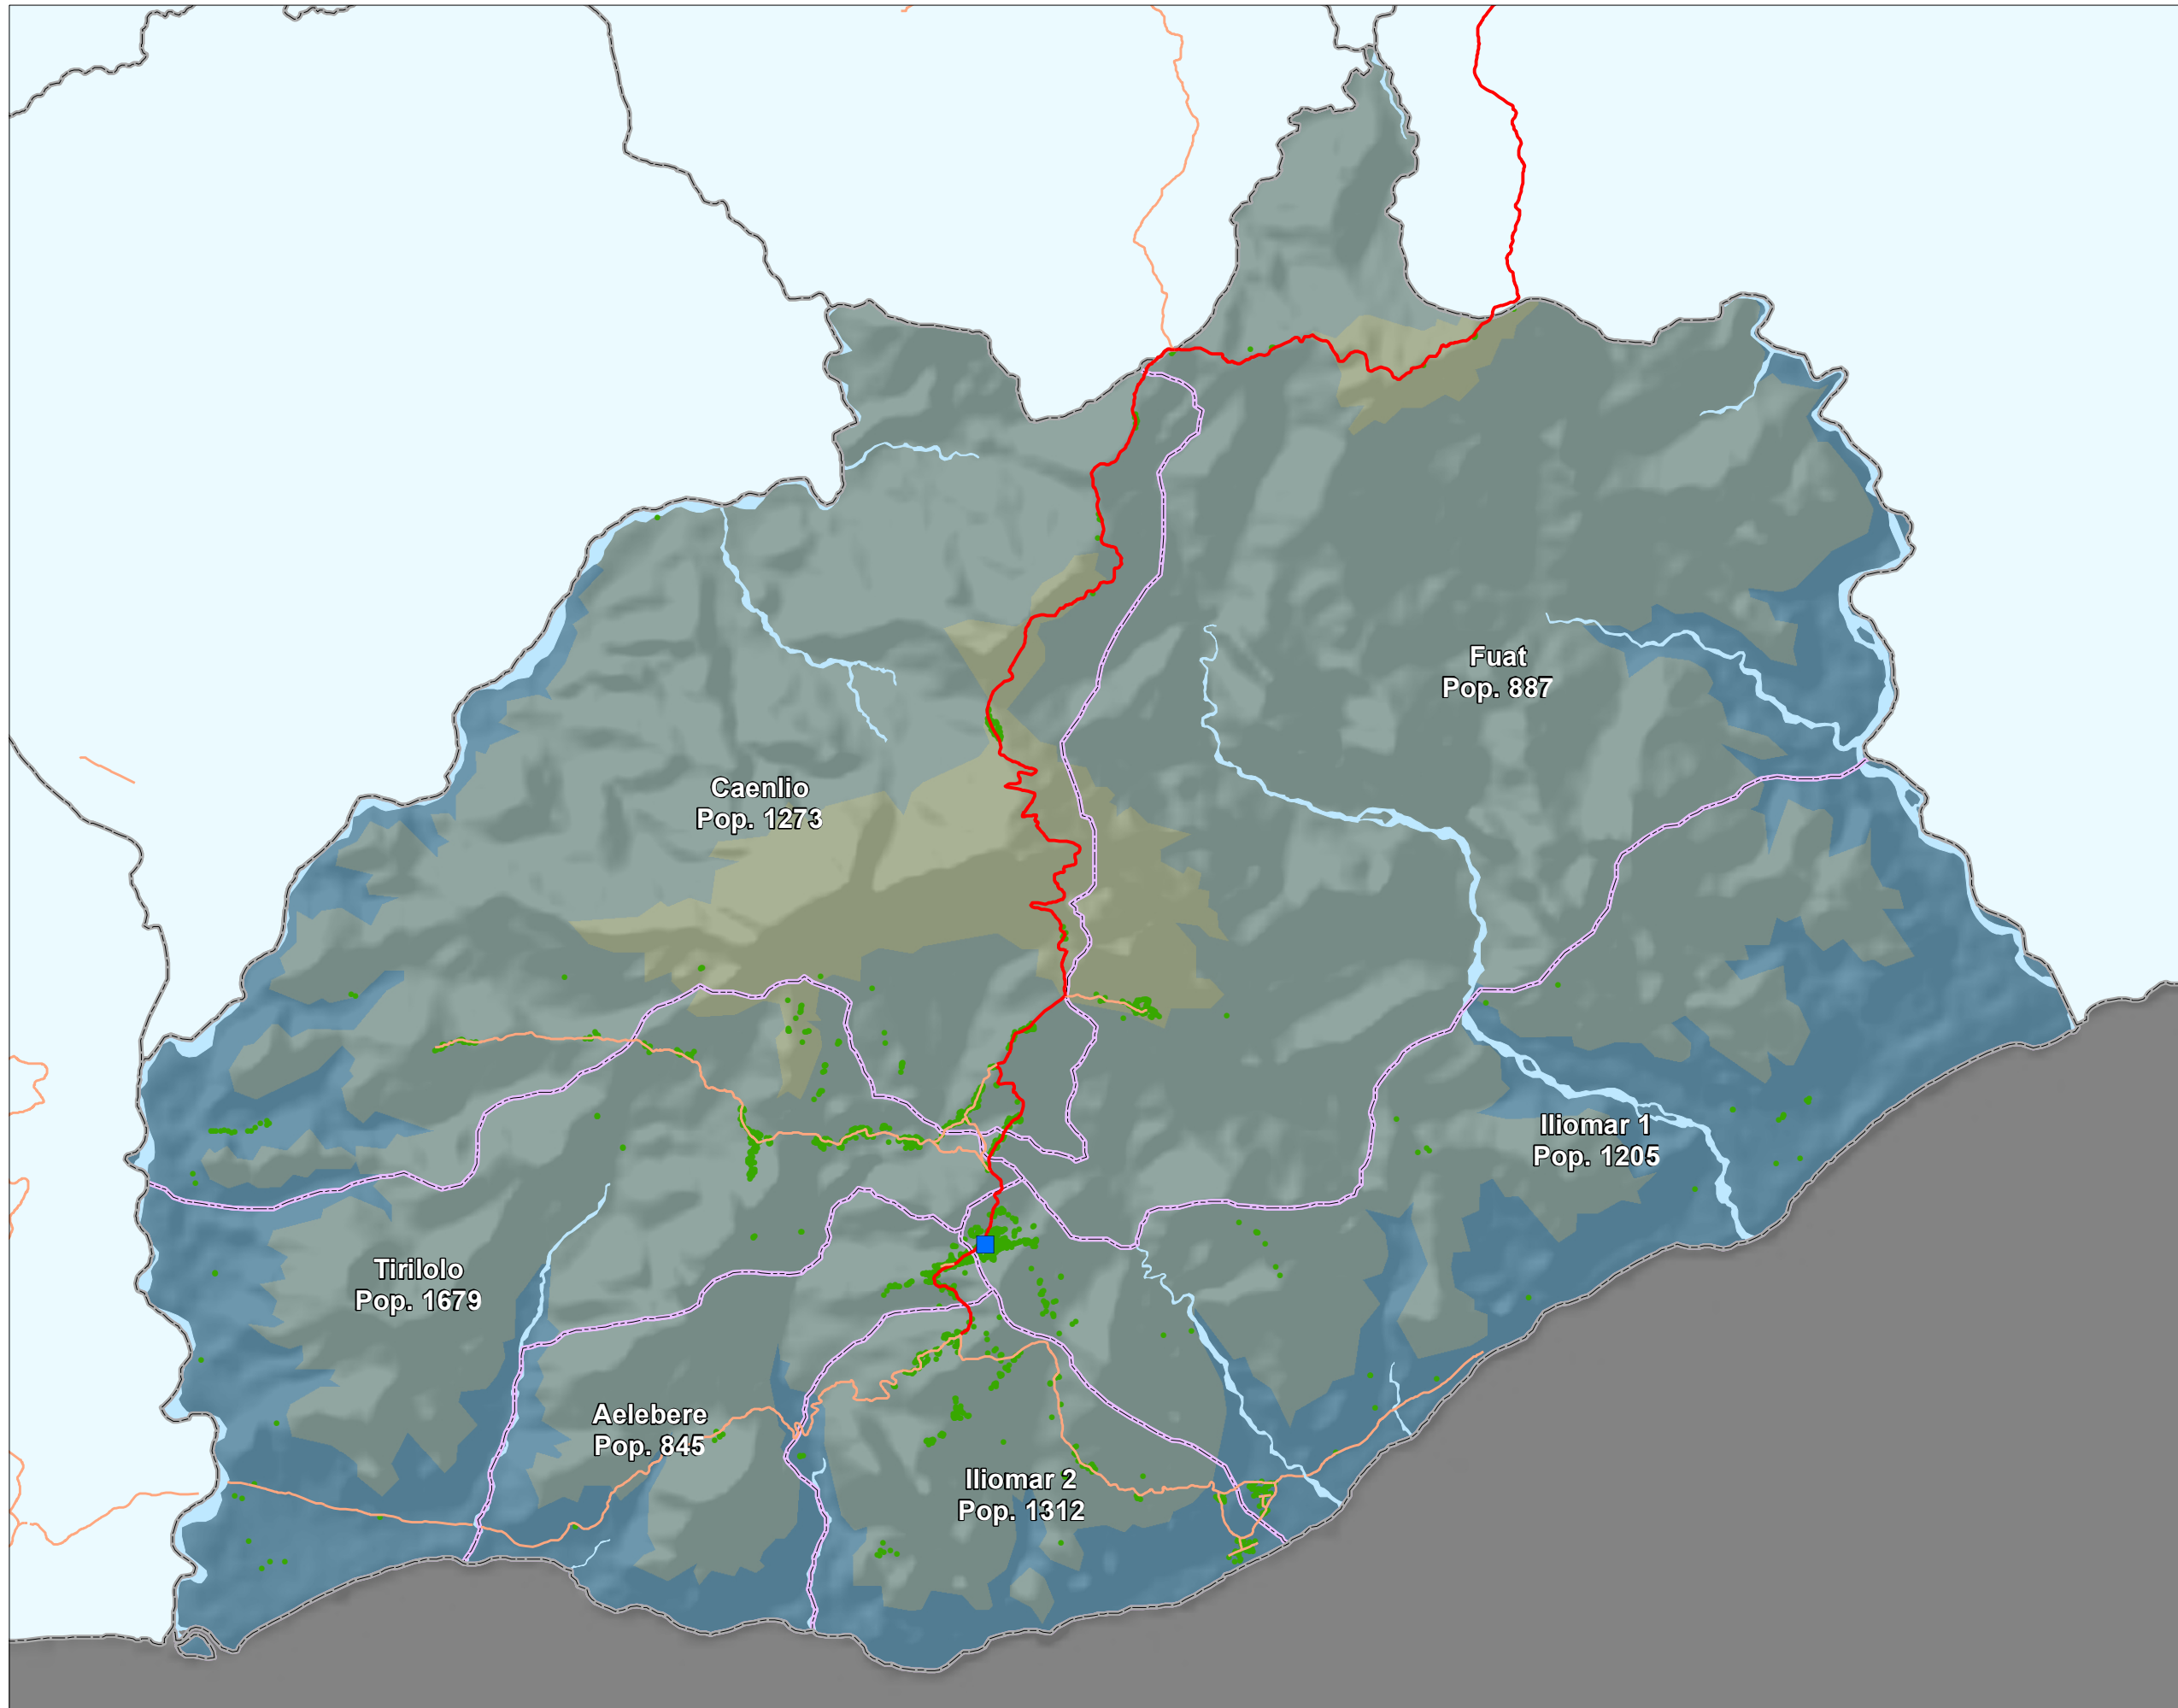 Fuat
Pop. 887
Caenlio
Pop. 1273
Iliomar 1
Pop. 1205
Tirilolo
Pop. 1679
Aelebere
Pop. 845
Iliomar 2
Pop. 1312